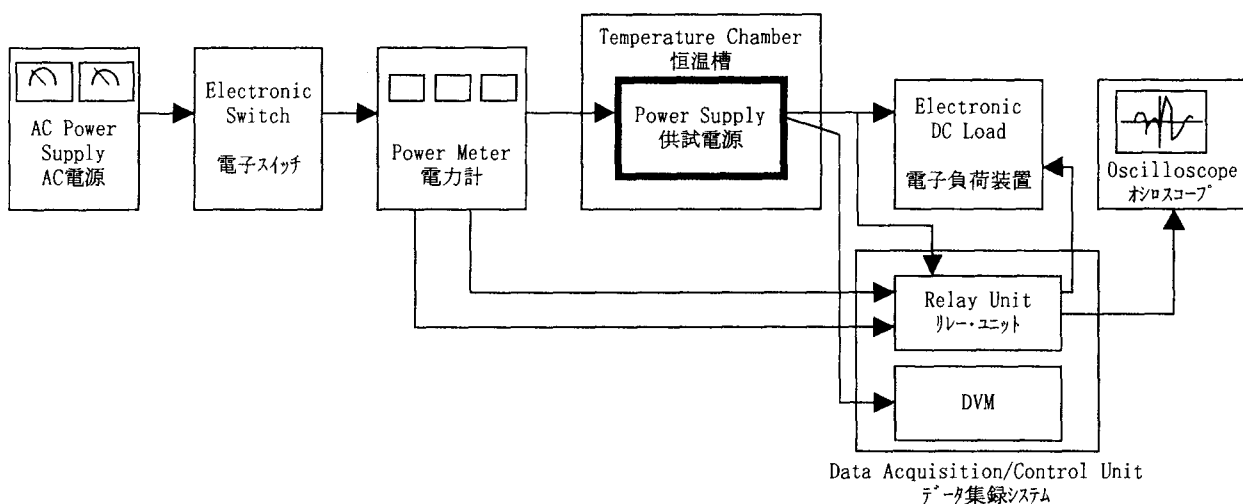 AC Power
Supply
AC電源
Electronic
Switch
電子スイッチ
Power Meter
電力計
Temperature Chamber
恒温槽
Power Supply
供試電源
Electronic
DC Load
電子負荷装置
Oscilloscope
オシロスコープ
Relay Unit
リレー・ユニット
DVM
Data Acquisition/Control Unit
データ集録システム